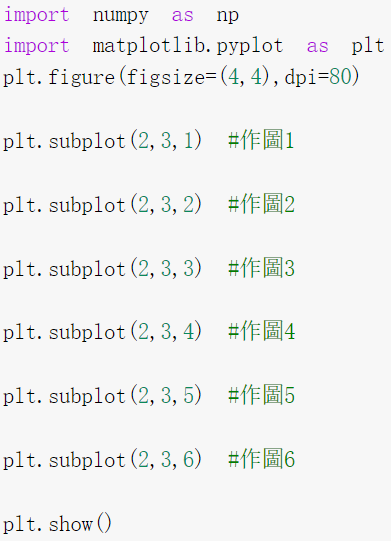 import numpy as np
import matplotlib.pyplot as plt
plt.figure(figsize=(4,4),dpi=80)
plt.subplot(2,3,1) #作圖1
plt.subplot(2,3,2) #作圖2
plt.subplot(2,3,3) #作圖3
plt.subplot(2,3,4) #作圖4
plt.subplot(2,3,5) #作圖5
plt.subplot(2,3,6) #作圖6
plt.show()